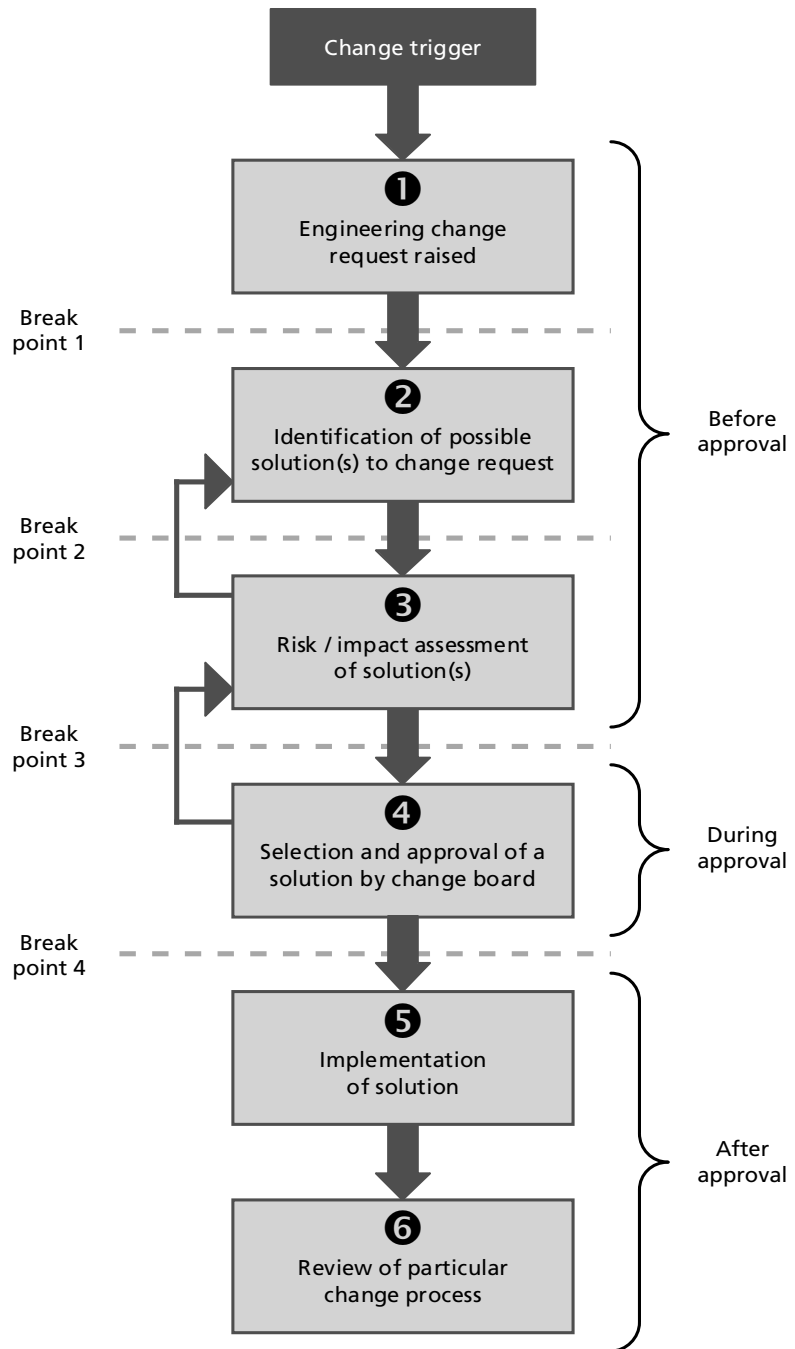 Change trigger
❶
Engineering change
request raised
Break
point 1
❷
Identification of possible
solution(s) to change request
Before
approval
Break
point 2
❸
Risk / impact assessment
of solution(s)
Break
point 3
❹
Selection and approval of a
solution by change board
During
approval
Break
point 4
❺
Implementation
of solution
After
approval
❻
Review of particular
change process